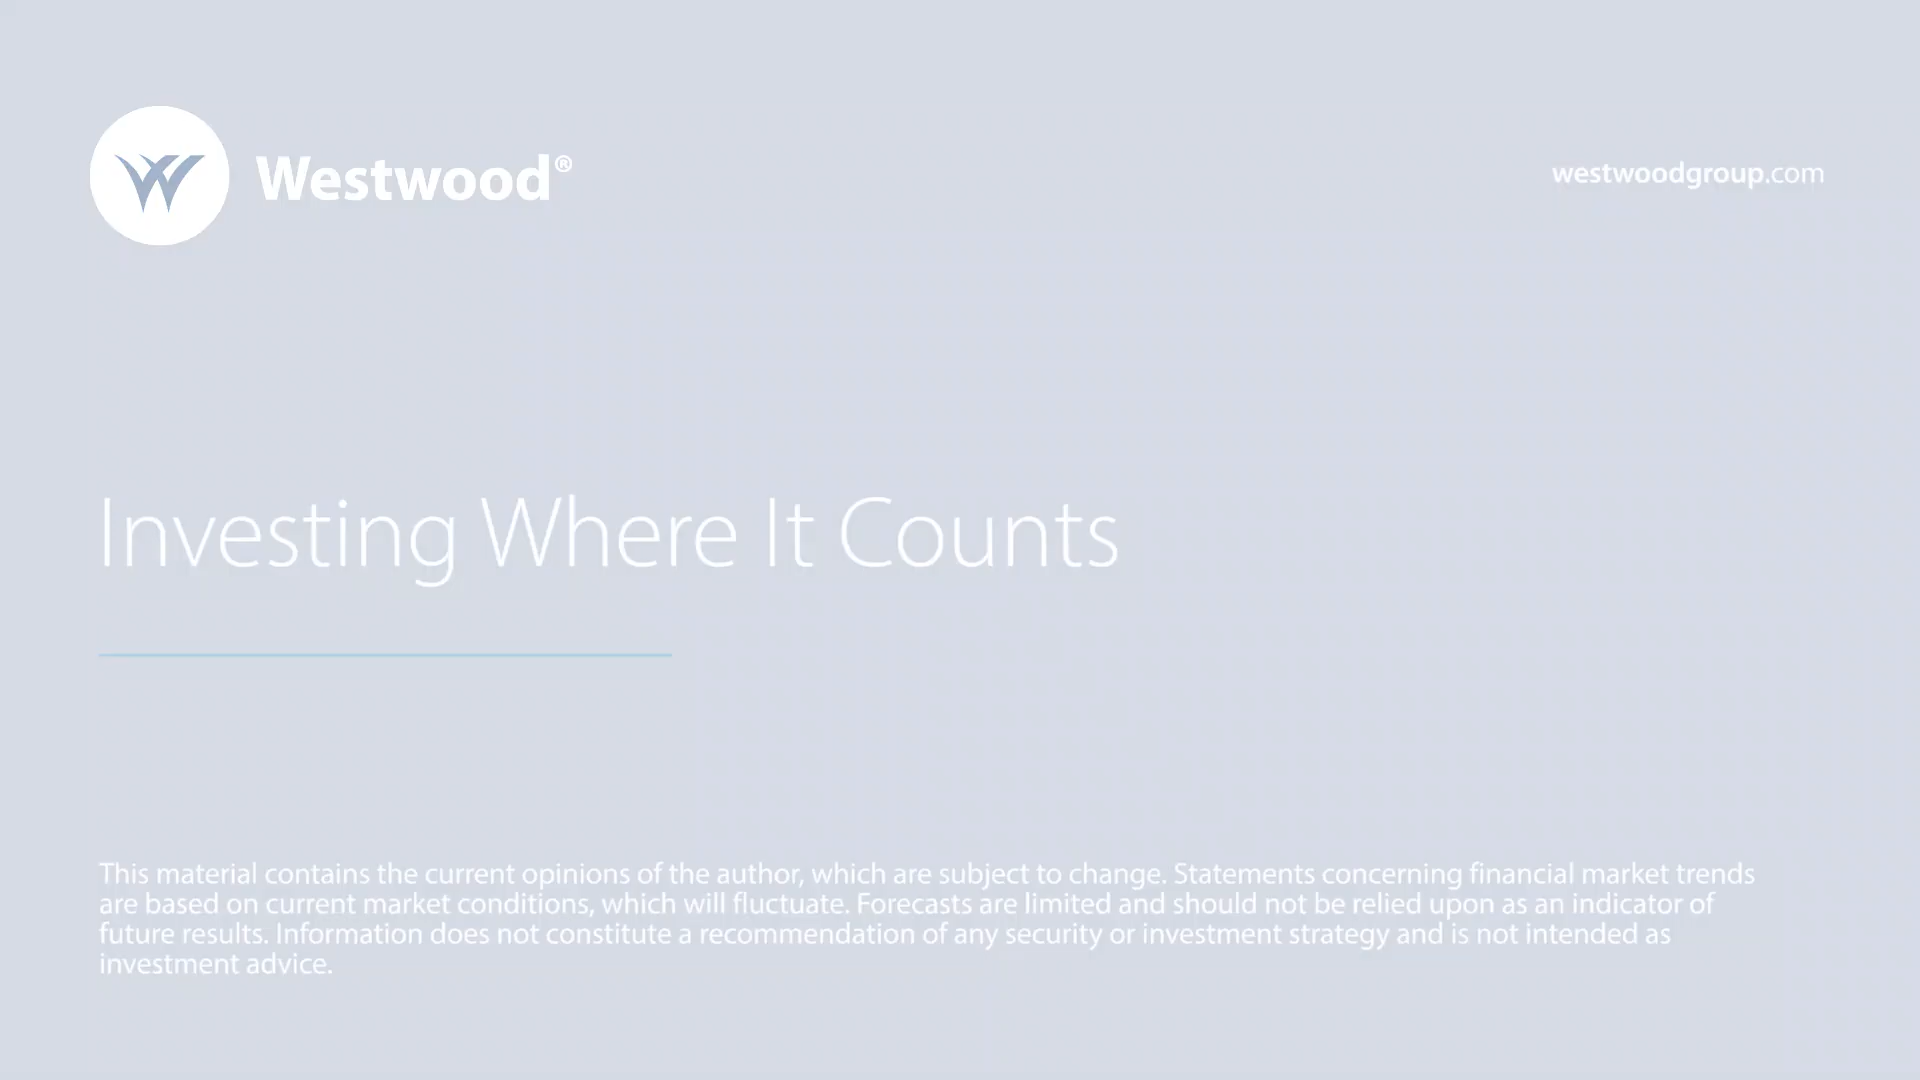 Westwood®
westwoodgroup.com
Investing Where It Counts
This material contains the current opinions of the author, which are subject to change. Statements concerning financial market trends
are based on current market conditions, which will fluctuate. Forecasts are limited and should not be relied upon as an indicator of
future results. Information does not constitute a recommendation of any security or investment strategy and is not intended as
investment advice.